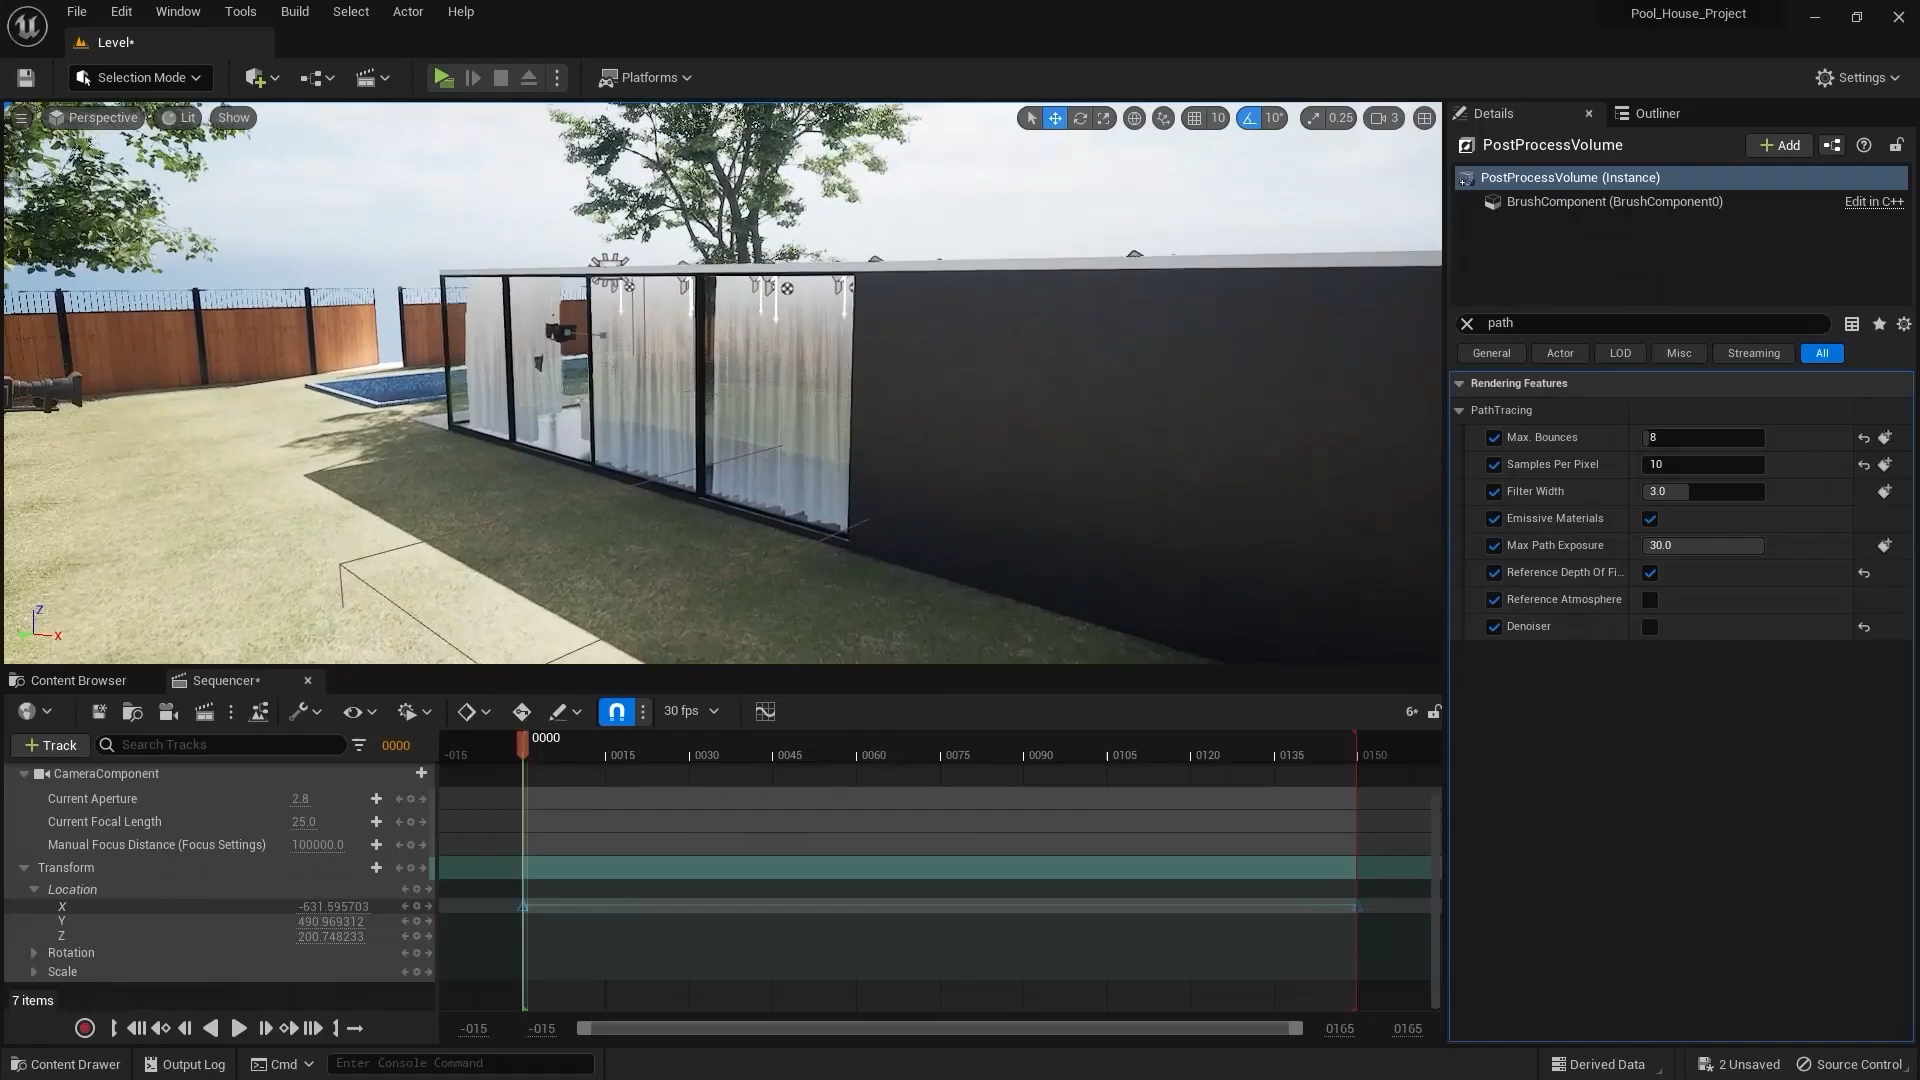 File Edit Window Tools Build Select Actor Help
Pool_House_Project
Level*
Selection Mode
Platforms
Settings
Perspective Lit Show
10 10° 0.25 3
Details Outliner
PostProcessVolume
Add
PostProcessVolume (Instance)
BrushComponent (BrushComponent0) Edit in C++
path
General Actor LOD Misc Streaming All
Rendering Features
PathTracing
Max. Bounces 8
Samples Per Pixel 10
Filter Width 3.0
Emissive Materials
Max Path Exposure 30.0
Reference Depth Of Fi...
Reference Atmosphere
Denoiser
Z
X
Content Browser Sequencer*
30 fps
6*
Track Search Tracks 0000
0000
-015 0015 0030 0045 0060 0075 0090 0105 0120 0135 0150
CameraComponent
Current Aperture 2.8
Current Focal Length 25.0
Manual Focus Distance (Focus Settings) 100000.0
Transform
Location
X -631.595703
Y 490.969312
Z 200.748233
Rotation
Scale
7 items
-015 -015 0165 0165
Content Drawer Output Log Cmd Enter Console Command
Derived Data 2 Unsaved Source Control